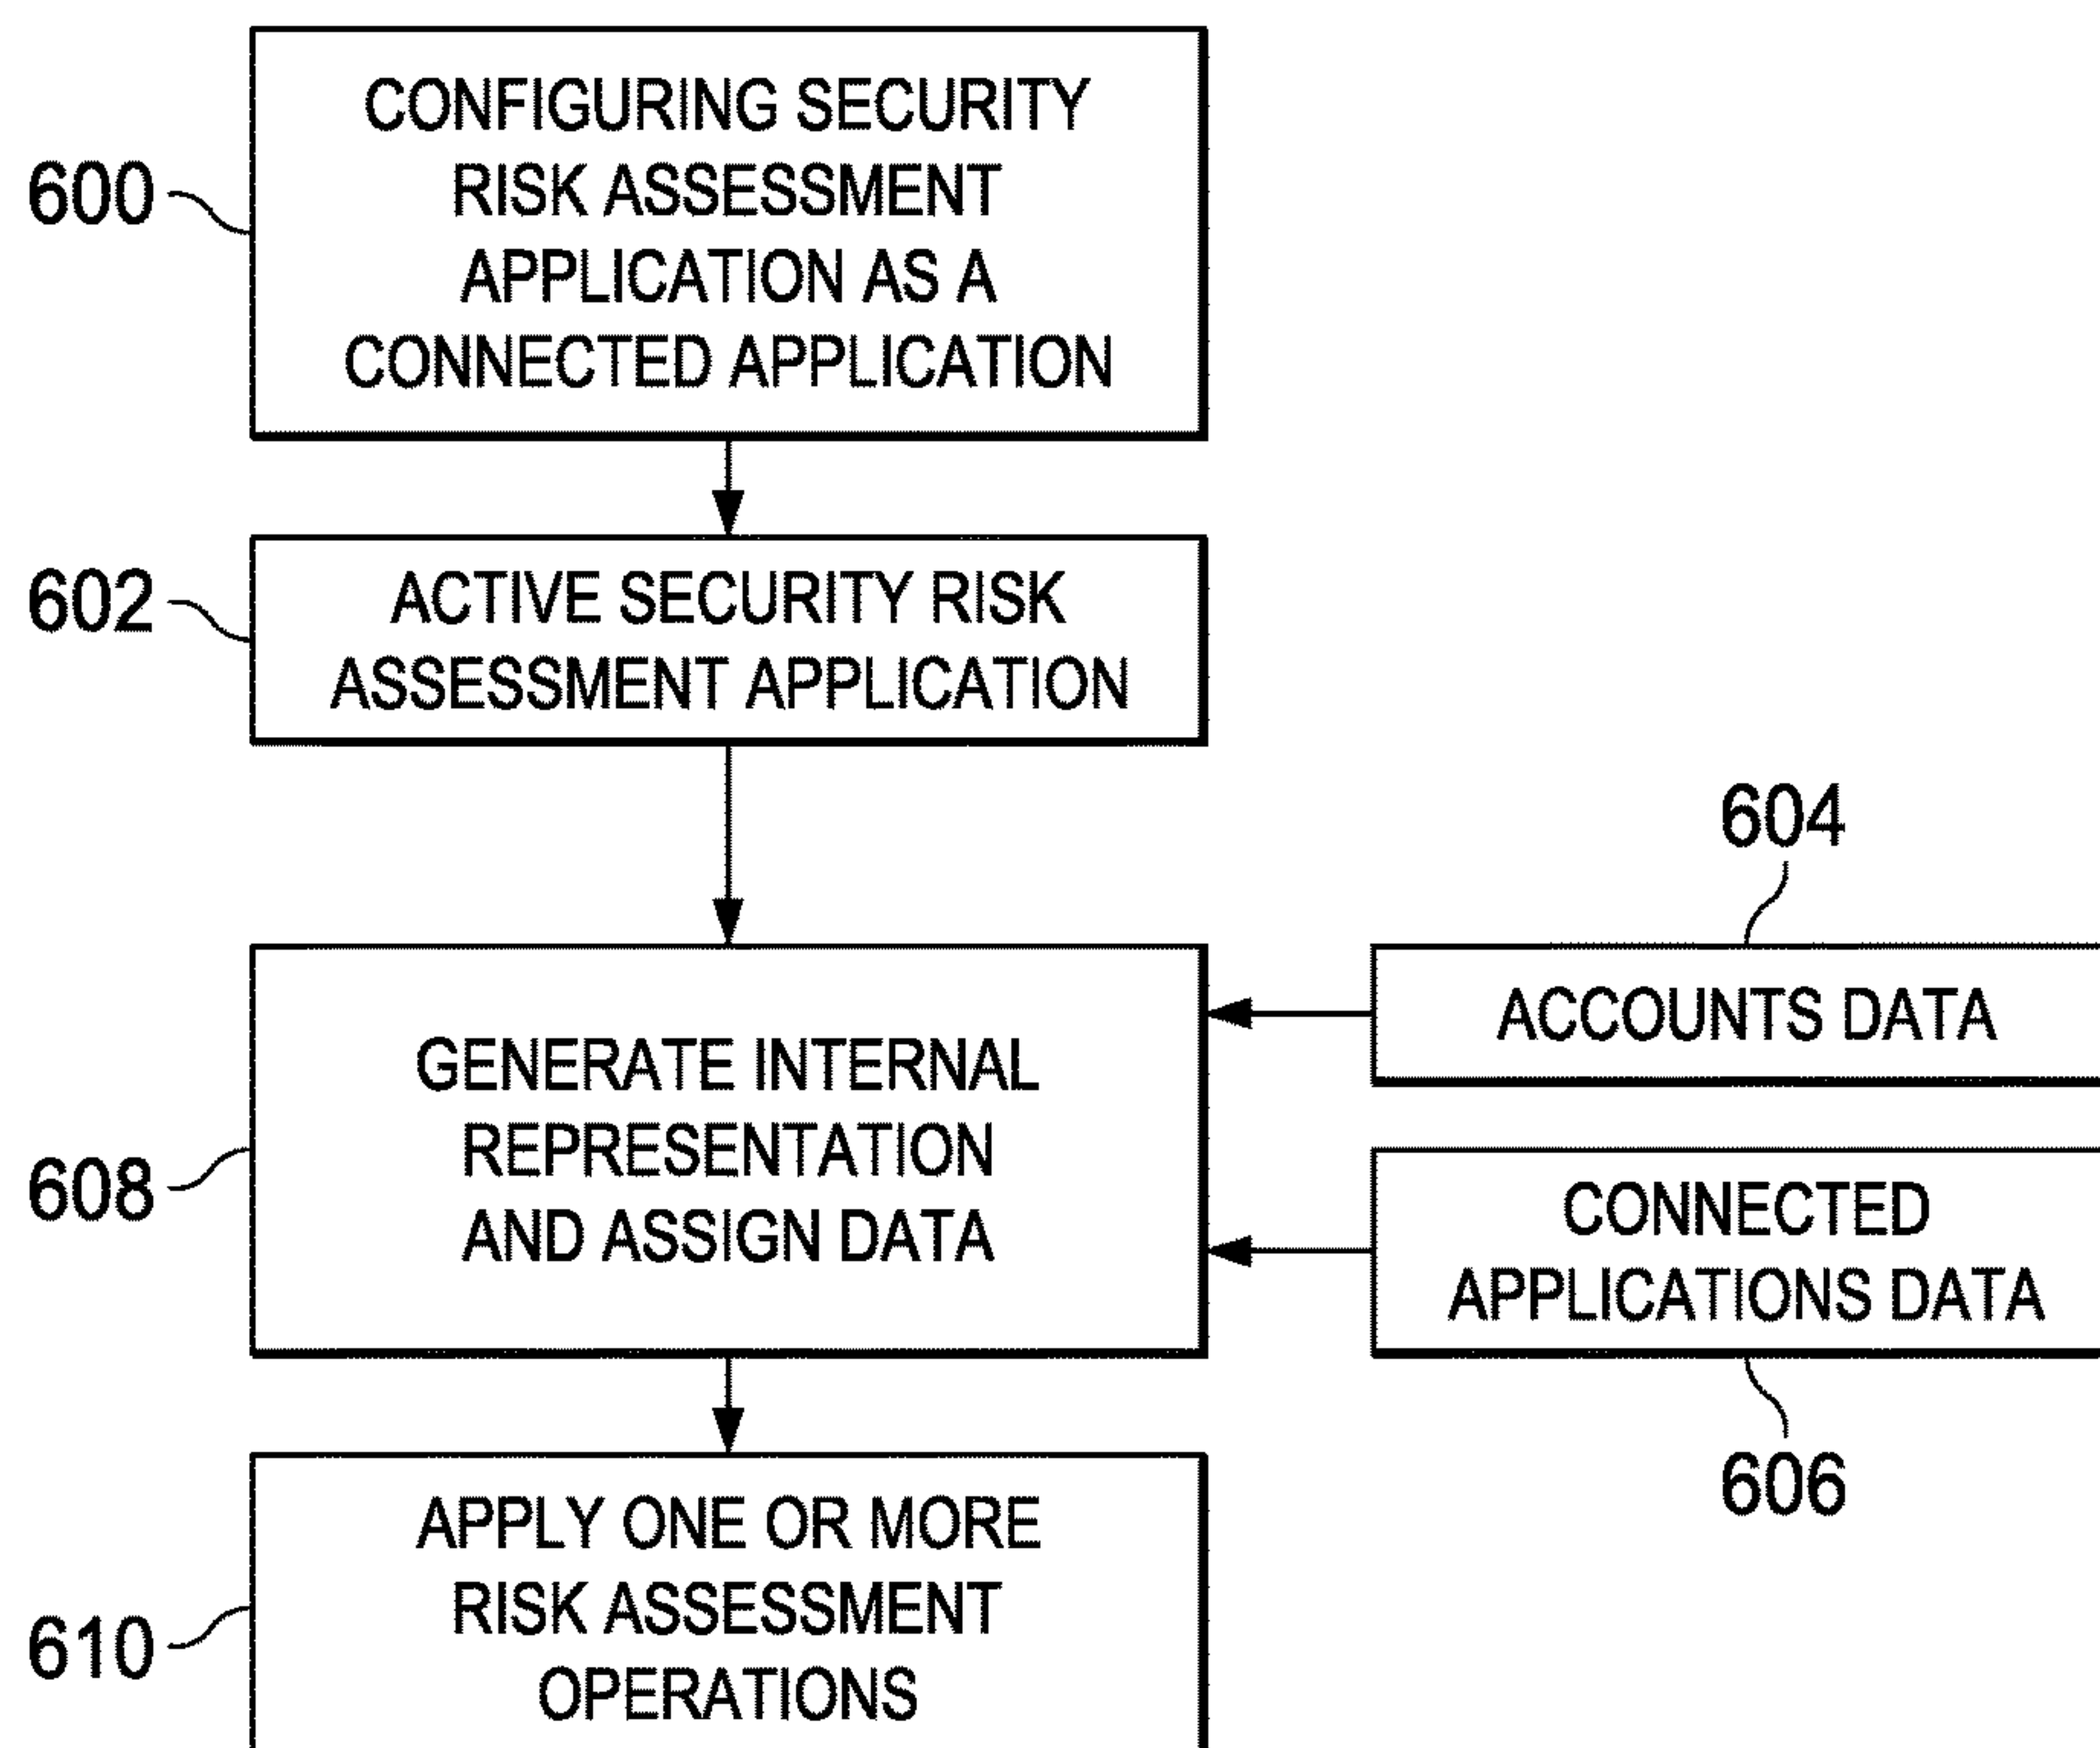 600
CONFIGURING SECURITY
RISK ASSESSMENT
APPLICATION AS A
CONNECTED APPLICATION
602
ACTIVE SECURITY RISK
ASSESSMENT APPLICATION
604
ACCOUNTS DATA
608
GENERATE INTERNAL
REPRESENTATION
AND ASSIGN DATA
CONNECTED
APPLICATIONS DATA
606
610
APPLY ONE OR MORE
RISK ASSESSMENT
OPERATIONS